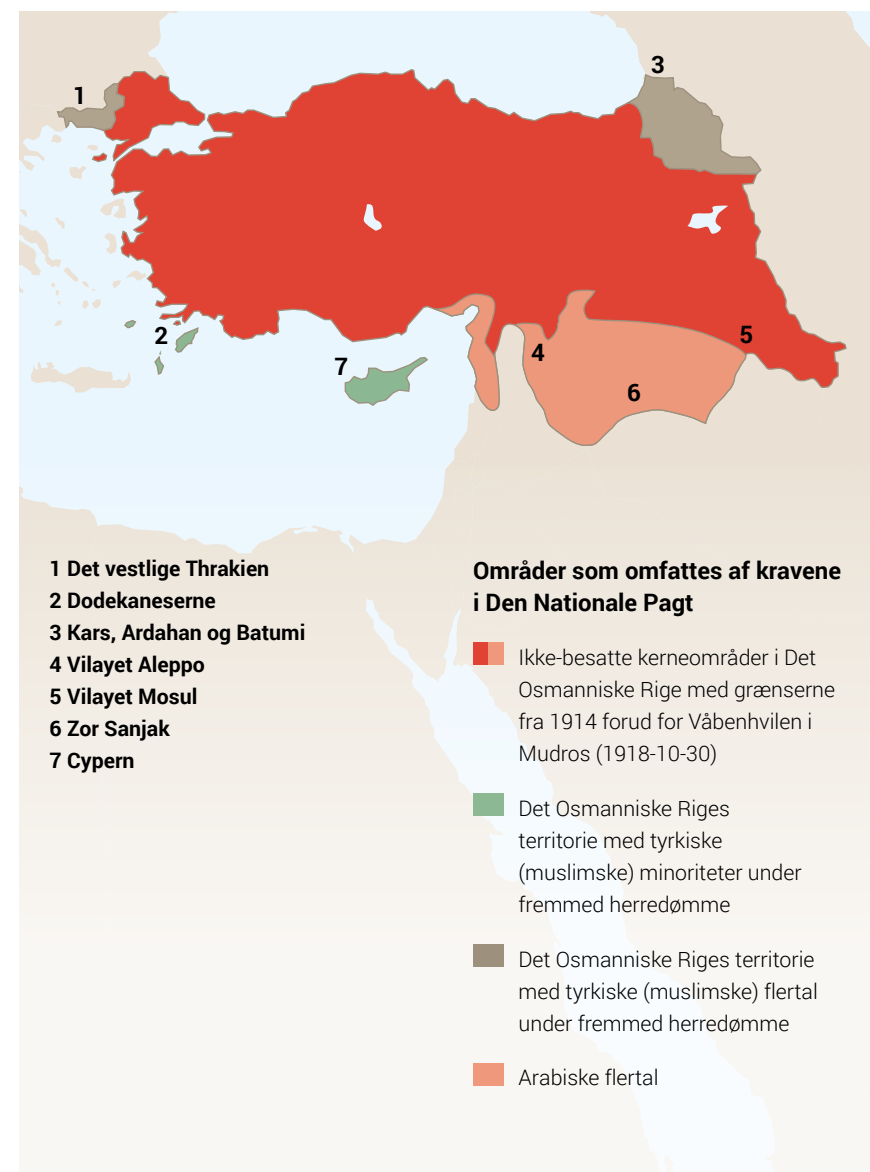 1
3
2
7
4
5
6
1 Det vestlige Thrakien
2 Dodekaneserne
3 Kars, Ardahan og Batumi
4 Vilayet Aleppo
5 Vilayet Mosul
6 Zor Sanjak
7 Cypern
Områder som omfattes af kravene
i Den Nationale Pagt
Ikke-besatte kerneområder i Det
Osmanniske Rige med grænserne
fra 1914 forud for Våbenhvilen i
Mudros (1918-10-30)
Det Osmanniske Riges
territorie med tyrkiske
(muslimske) minoriteter under
fremmed herredømme
Det Osmanniske Riges territorie
med tyrkiske (muslimske) flertal
under fremmed herredømme
Arabiske flertal